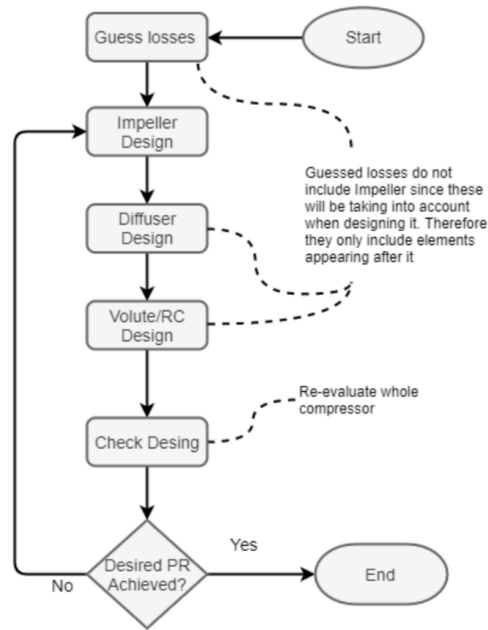 Guess losses
Start
Impeller
Design
Guessed losses do not
include Impeller since these
will be taking into account
when designing it. Therefore
they only include elements
appearing after it
Diffuser
Design
Volute/RC
Design
Re-evaluate whole
compressor
Check Desing
Desired PR
Achieved?
Yes
No
End